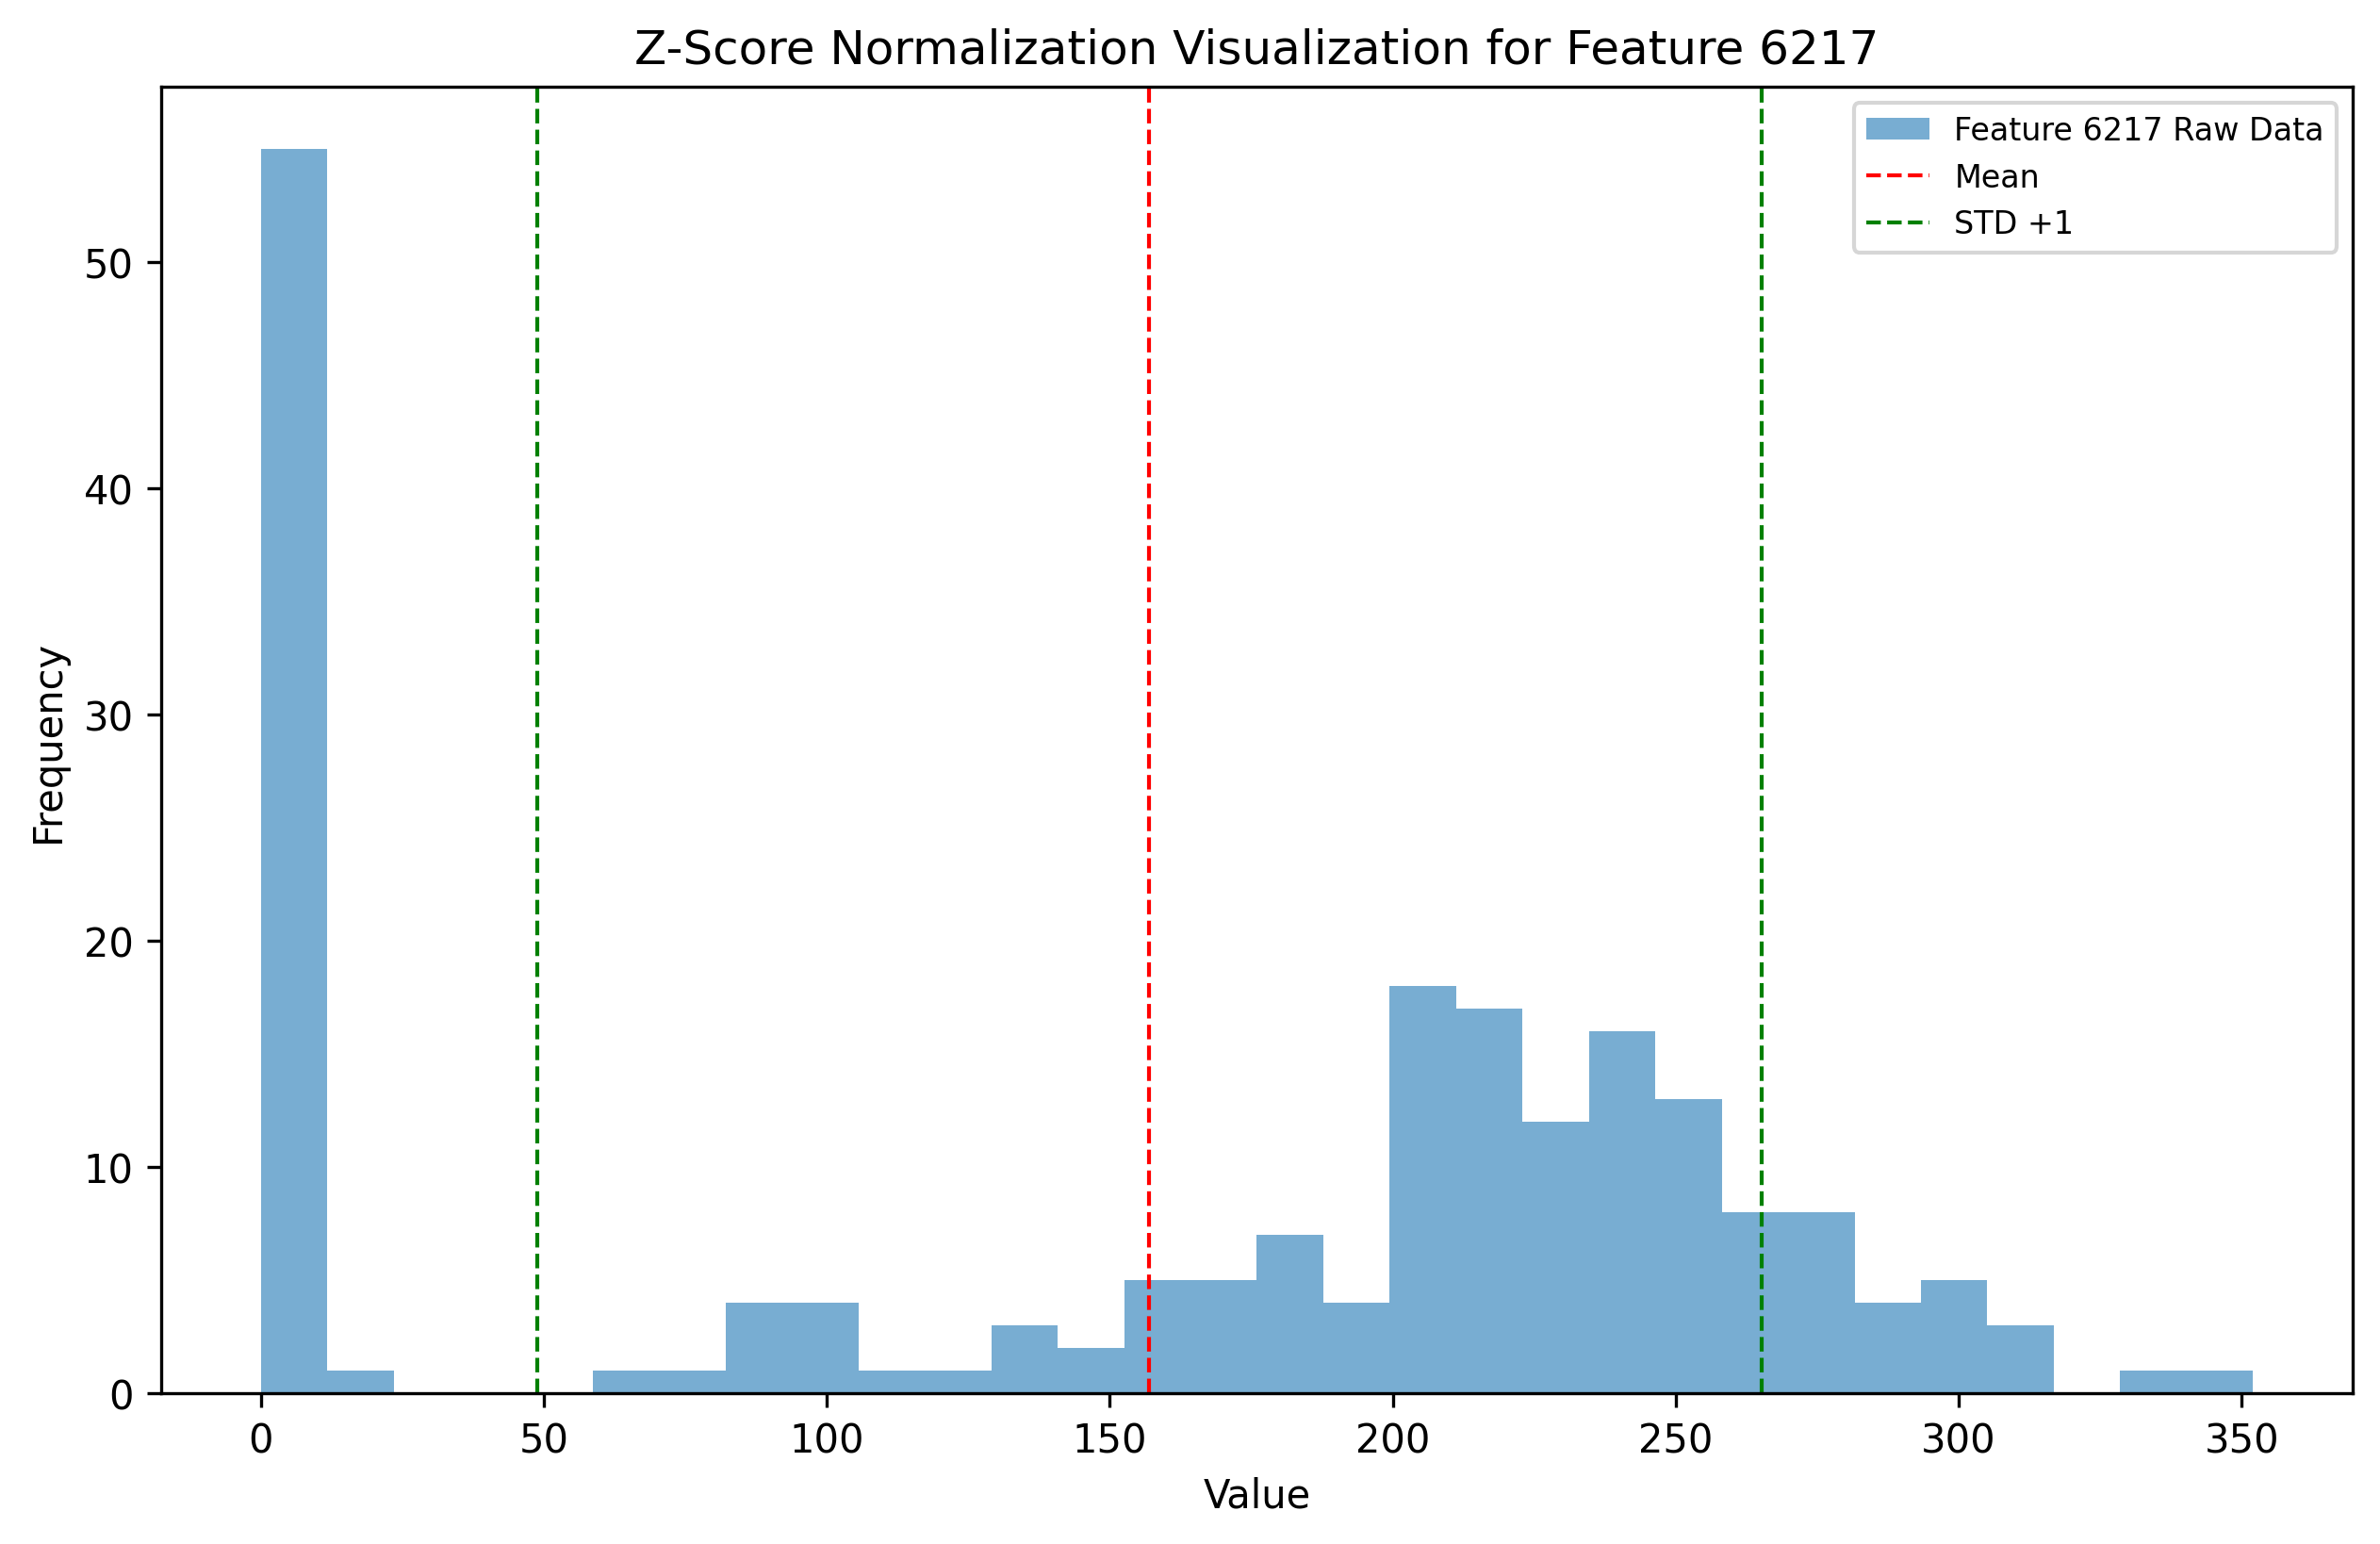 Z-Score Normalization Visualization for Feature 6217
Feature 6217 Raw Data
Mean
STD +1
Frequency
50
40
30
20
10
0
0 50 100 150 200 250 300 350
Value